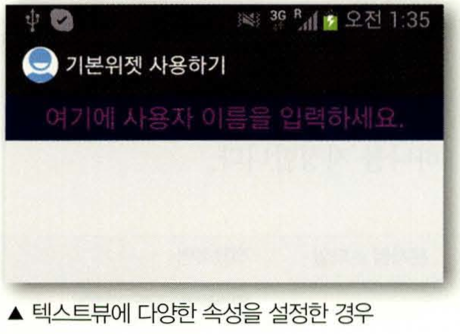 3G R 오전 1:35
기본위젯 사용하기
여기에 사용자 이름을 입력하세요.
▲ 텍스트뷰에 다양한 속성을 설정한 경우